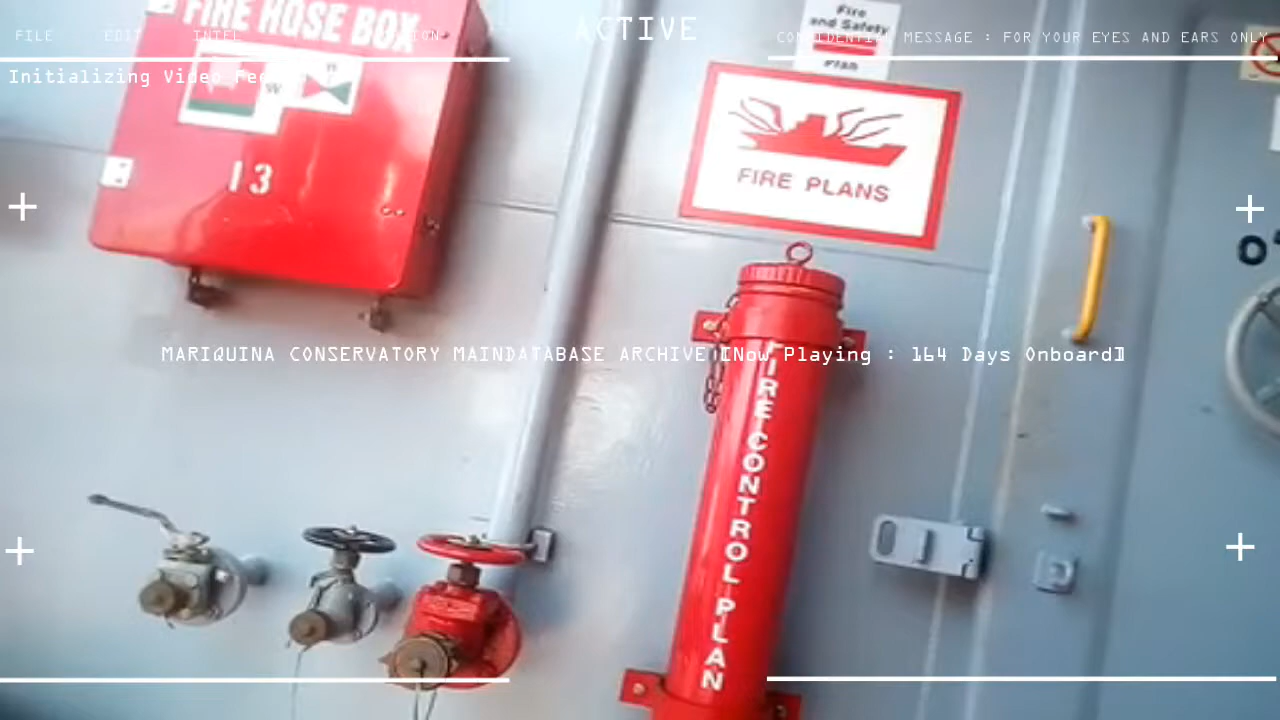 FIRE HOSE BOX
ACTIVE
Fire
and Safety
Plan
FILE EDIT INTEL
CONFIDENTIAL MESSAGE : FOR YOUR EYES AND EARS ONLY
Initializing Video Feed
FIRE PLANS
13
MARIQUINA CONSERVATORY MAINDATABASE ARCHIVE [Now Playing : 164 Days Onboard]
FIRE CONTROL PLAN